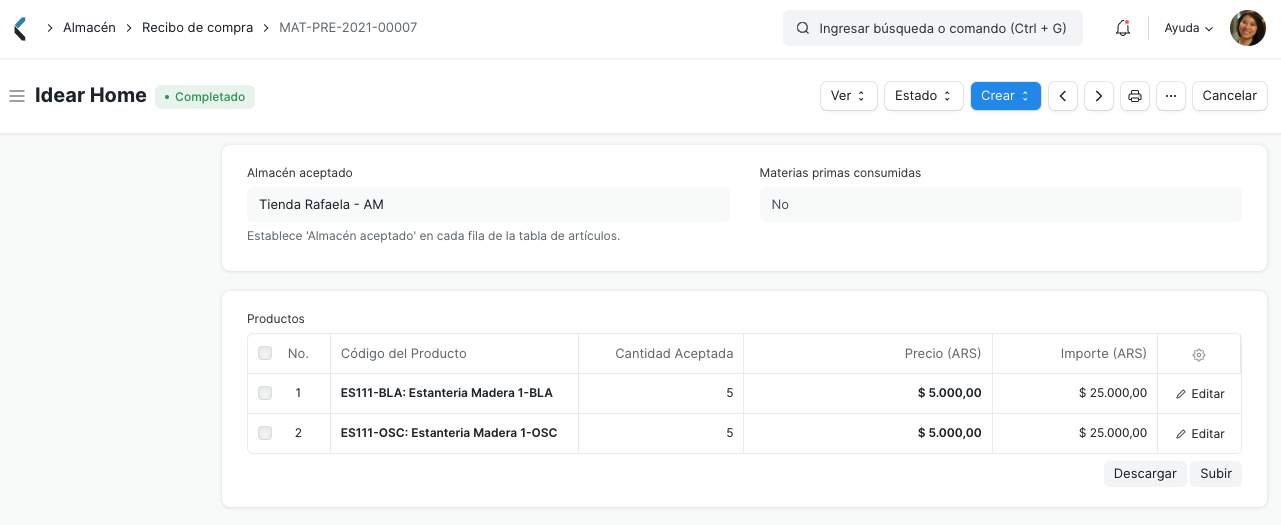 Almacén
Recibo de compra
MAT-PRE-2021-00007
Ingresar búsqueda o comando (Ctrl + G)
Ayuda
Idear Home
Completado
Ver
Estado
Crear
Cancelar
Almacén aceptado
Materias primas consumidas
Tienda Rafaela - AM
No
Establece 'Almacén aceptado' en cada fila de la tabla de artículos.
Productos
No. Código del Producto Cantidad Aceptada Precio (ARS) Importe (ARS)
1 ES111-BLA: Estanteria Madera 1-BLA 5 $ 5.000,00 $ 25.000,00 Editar
2 ES111-OSC: Estanteria Madera 1-OSC 5 $ 5.000,00 $ 25.000,00 Editar
Descargar
Subir